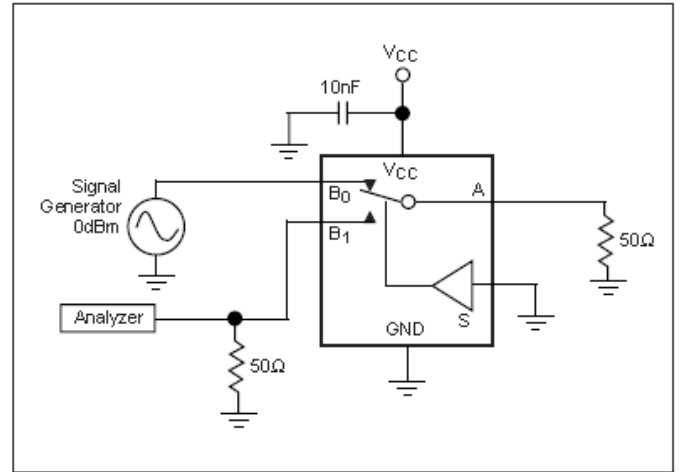 VCC
10nF
VCC
Signal
Generator
0dBm
B0
A
B1
50Ω
Analyzer
S
GND
50Ω